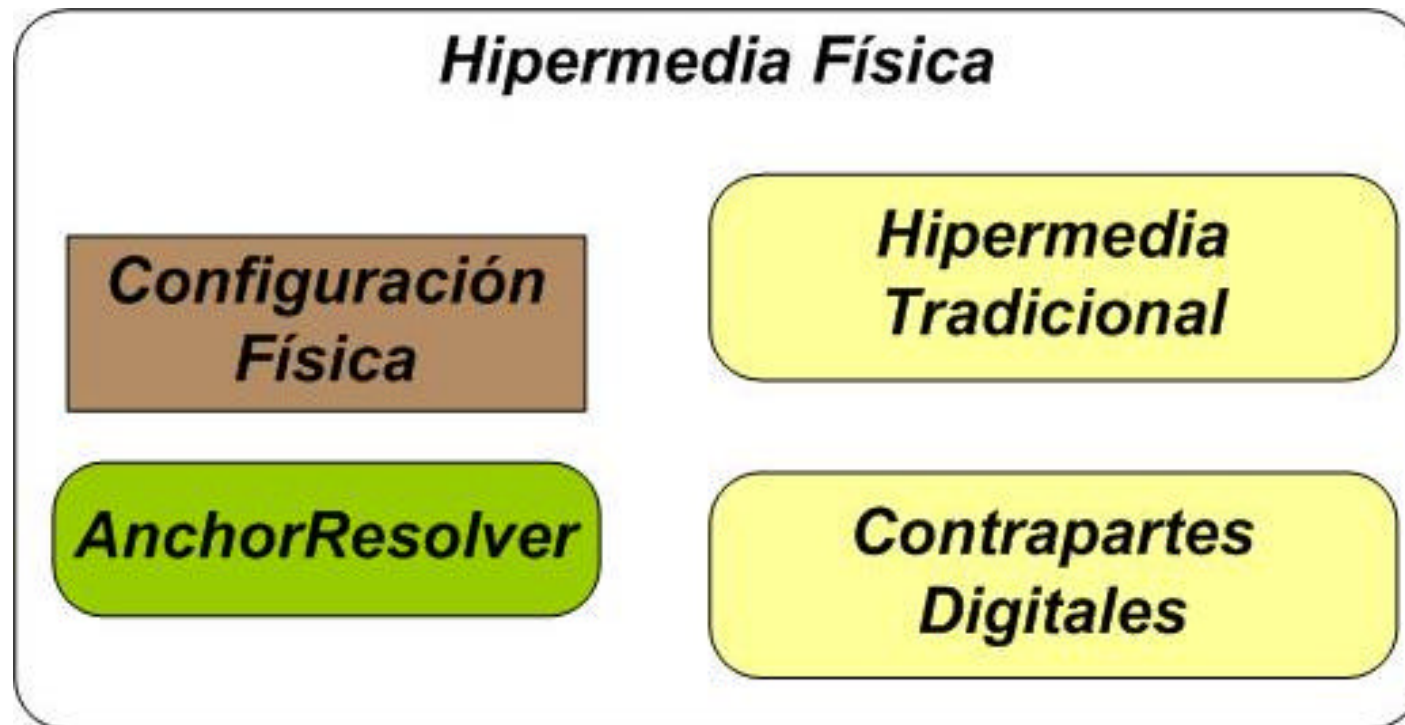 Hipermedia Física
Configuración
Física
AnchorResolver
Hipermedia
Tradicional
Contrapartes
Digitales